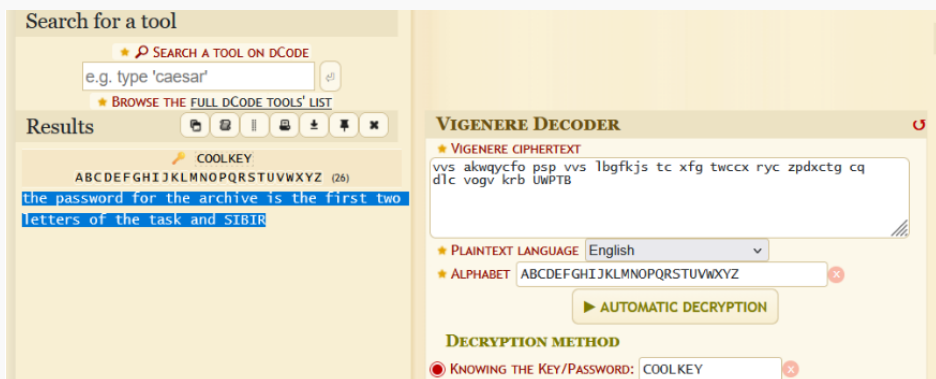 Search for a tool
SEARCH A TOOL ON DCODE
e.g. type 'caesar'
BROWSE THE FULL DCODE TOOLS' LIST
Results
COOLKEY
ABCDEFGHIJKLMNOPQRSTUVWXYZ (26)
the password for the archive is the first two
letters of the task and SIBIR
VIGENERE DECODER
VIGENERE CIPHERTEXT
vvs akwqycfo psp vvs lbgfkjs tc xfg twccx ryc zpdxctg cq
dlc vogv krb UWPTB
PLAINTEXT LANGUAGE English
ALPHABET ABCDEFGHIJKLMNOPQRSTUVWXYZ
AUTOMATIC DECRYPTION
DECRYPTION METHOD
KNOWING THE KEY/PASSWORD: COOLKEY